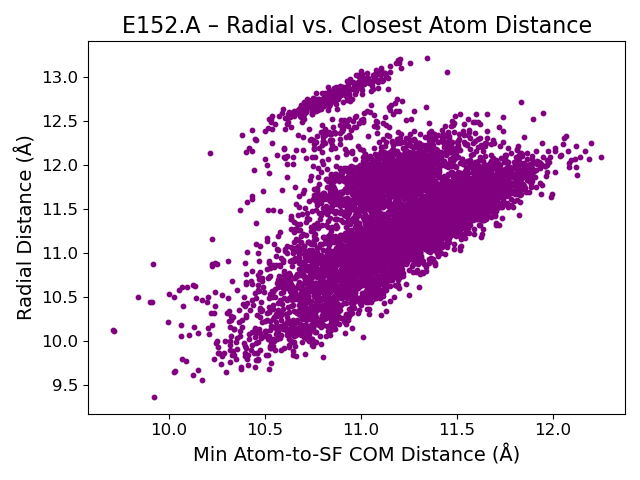 E152.A – Radial vs. Closest Atom Distance
13.0
12.5
12.0
11.5
11.0
10.5
10.0
9.5
Radial Distance (Å)
10.0 10.5 11.0 11.5 12.0
Min Atom-to-SF COM Distance (Å)